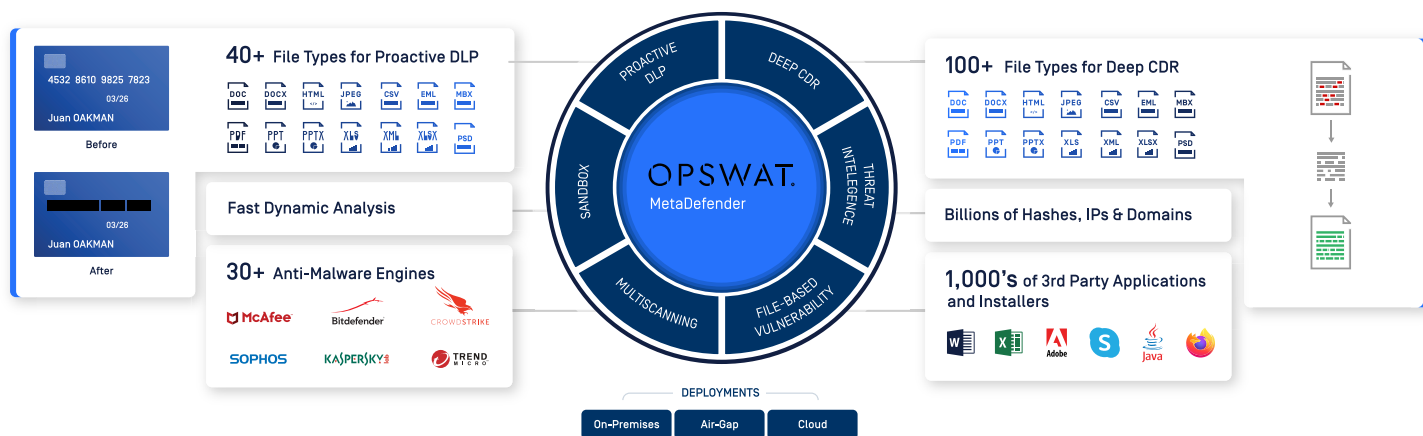 4532 8610 9825 7823
03/26
Juan OAKMAN
Before
03/26
Juan OAKMAN
After
40+ File Types for Proactive DLP
DOC DOCX HTML JPEG CSV EML MBX
PDF PPT PPTX XLS XML XLSX PSD
Fast Dynamic Analysis
30+ Anti-Malware Engines
McAfee
Bitdefender
CROWDSTRIKE
SOPHOS
KASPERSKY lab
TREND MICRO
PROACTIVE
DLP
DEEP CDR
SANDBOX
THREAT
INTELEGENCE
MULTISCANNING
FILE-BASED
VULNERABILITY
OPSWAT.
MetaDefender
DEPLOYMENTS
On-Premises Air-Gap Cloud
100+ File Types for Deep CDR
DOC DOCX HTML JPEG CSV EML MBX
PDF PPT PPTX XLS XML XLSX PSD
Billions of Hashes, IPs & Domains
1,000's of 3rd Party Applications
and Installers
W
X
Adobe
S
Java